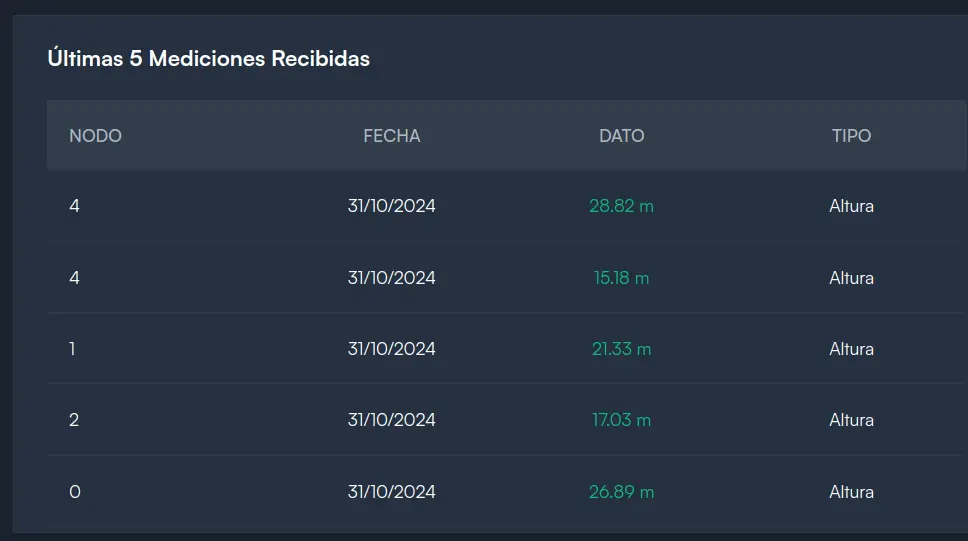 Últimas 5 Mediciones Recibidas
NODO FECHA DATO TIPO
4 31/10/2024 28.82 m Altura
4 31/10/2024 15.18 m Altura
1 31/10/2024 21.33 m Altura
2 31/10/2024 17.03 m Altura
0 31/10/2024 26.89 m Altura